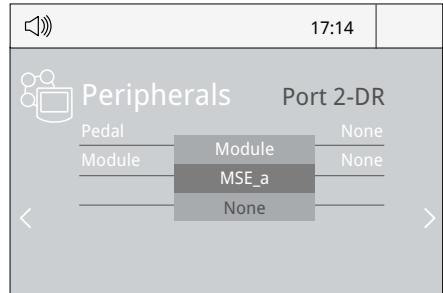 17:14
Peripherals Port 2-DR
Pedal None
Module
Module None
MSE_a
None